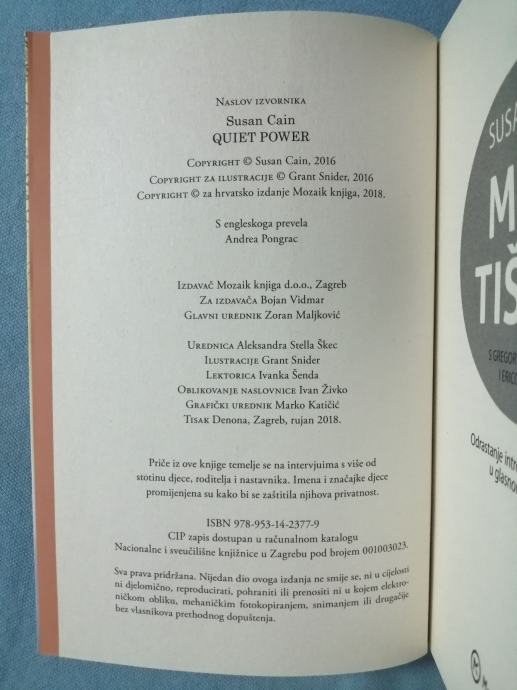 NASLOV IZVORNIKA
Susan Cain
QUIET POWER
COPYRIGHT © SUSAN CAIN, 2016
COPYRIGHT ZA ILUSTRACIJE © GRANT SNIDER, 2016
COPYRIGHT © za hrvatsko izdanje Mozaik knjiga, 2018.
S engleskoga prevela
Andrea Pongrac
IZDAVAČ Mozaik knjiga d.o.o., Zagreb
ZA IZDAVAČA Bojan Vidmar
GLAVNI UREDNIK Zoran Maljković
UREDNICA Aleksandra Stella Škec
ILUSTRACIJE Grant Snider
LEKTORICA Ivanka Šenda
OBLIKOVANJE NASLOVNICE Ivan Živko
GRAFIČKI UREDNIK Marko Katičić
TISAK Denona, Zagreb, rujan 2018.
Priče iz ove knjige temelje se na intervjuima s više od
stotinu djece, roditelja i nastavnika. Imena i značajke djece
promijenjena su kako bi se zaštitila njihova privatnost.
ISBN 978-953-14-2377-9
CIP zapis dostupan u računalnom katalogu
Nacionalne i sveučilišne knjižnice u Zagrebu pod brojem 001003023.
Sva prava pridržana. Nijedan dio ovoga izdanja ne smije se, ni u cijelosti
ni djelomično, reproducirati, pohraniti ili prenositi ni u kojem elektro-
ničkom obliku, mehaničkim fotokopiranjem, snimanjem ili drugačije
bez vlasnikova prethodnog dopuštenja.
SUSA
M
TIŠ
S GREGOR
I ERICO
Odrastanje intro
u glasno